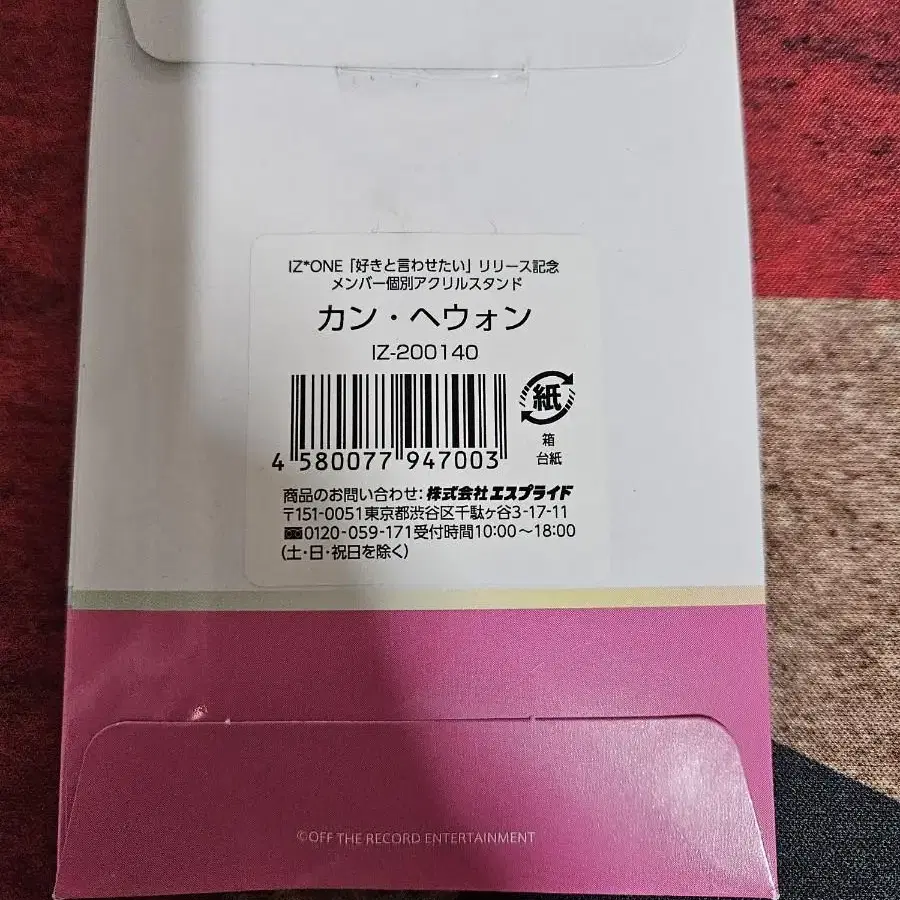 IZ*ONE「好きと言わせたい」リリース記念
メンバー個別アクリルスタンド
カン・ヘウォン
IZ-200140
紙
箱
台紙
4 580077 947003
商品のお問い合わせ:株式会社エスプライド
〒151-0051東京都渋谷区千駄ヶ谷3-17-11
0120-059-171受付時間10:00〜18:00
(土・日・祝日を除く)
©OFF THE RECORD ENTERTAINMENT